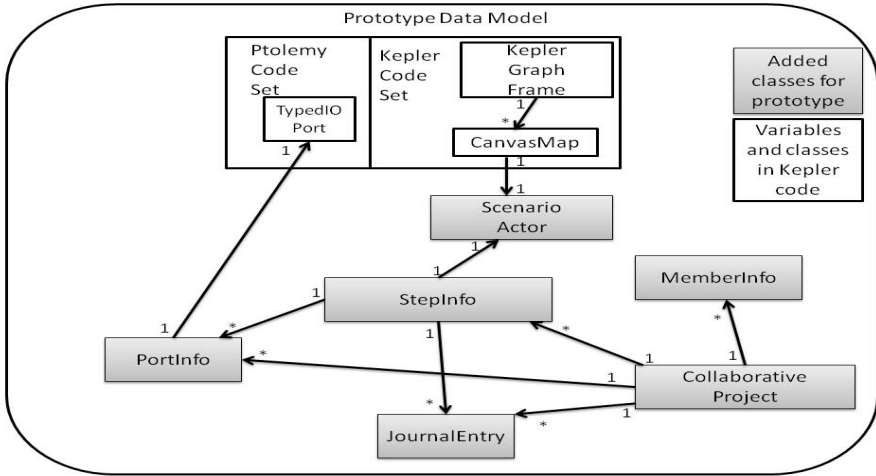 Prototype Data Model
Ptolemy
Code
Set
TypedIO
Port
1
Kepler
Code
Set
Kepler
Graph
Frame
1
*
CanvasMap
1
1
Added
classes for
prototype
Variables
and classes
in Kepler
code
Scenario
Actor
1
1
StepInfo
1
*
1
*
MemberInfo
*
1
1
PortInfo
*
1
*
1
Collaborative
Project
1
*
JournalEntry